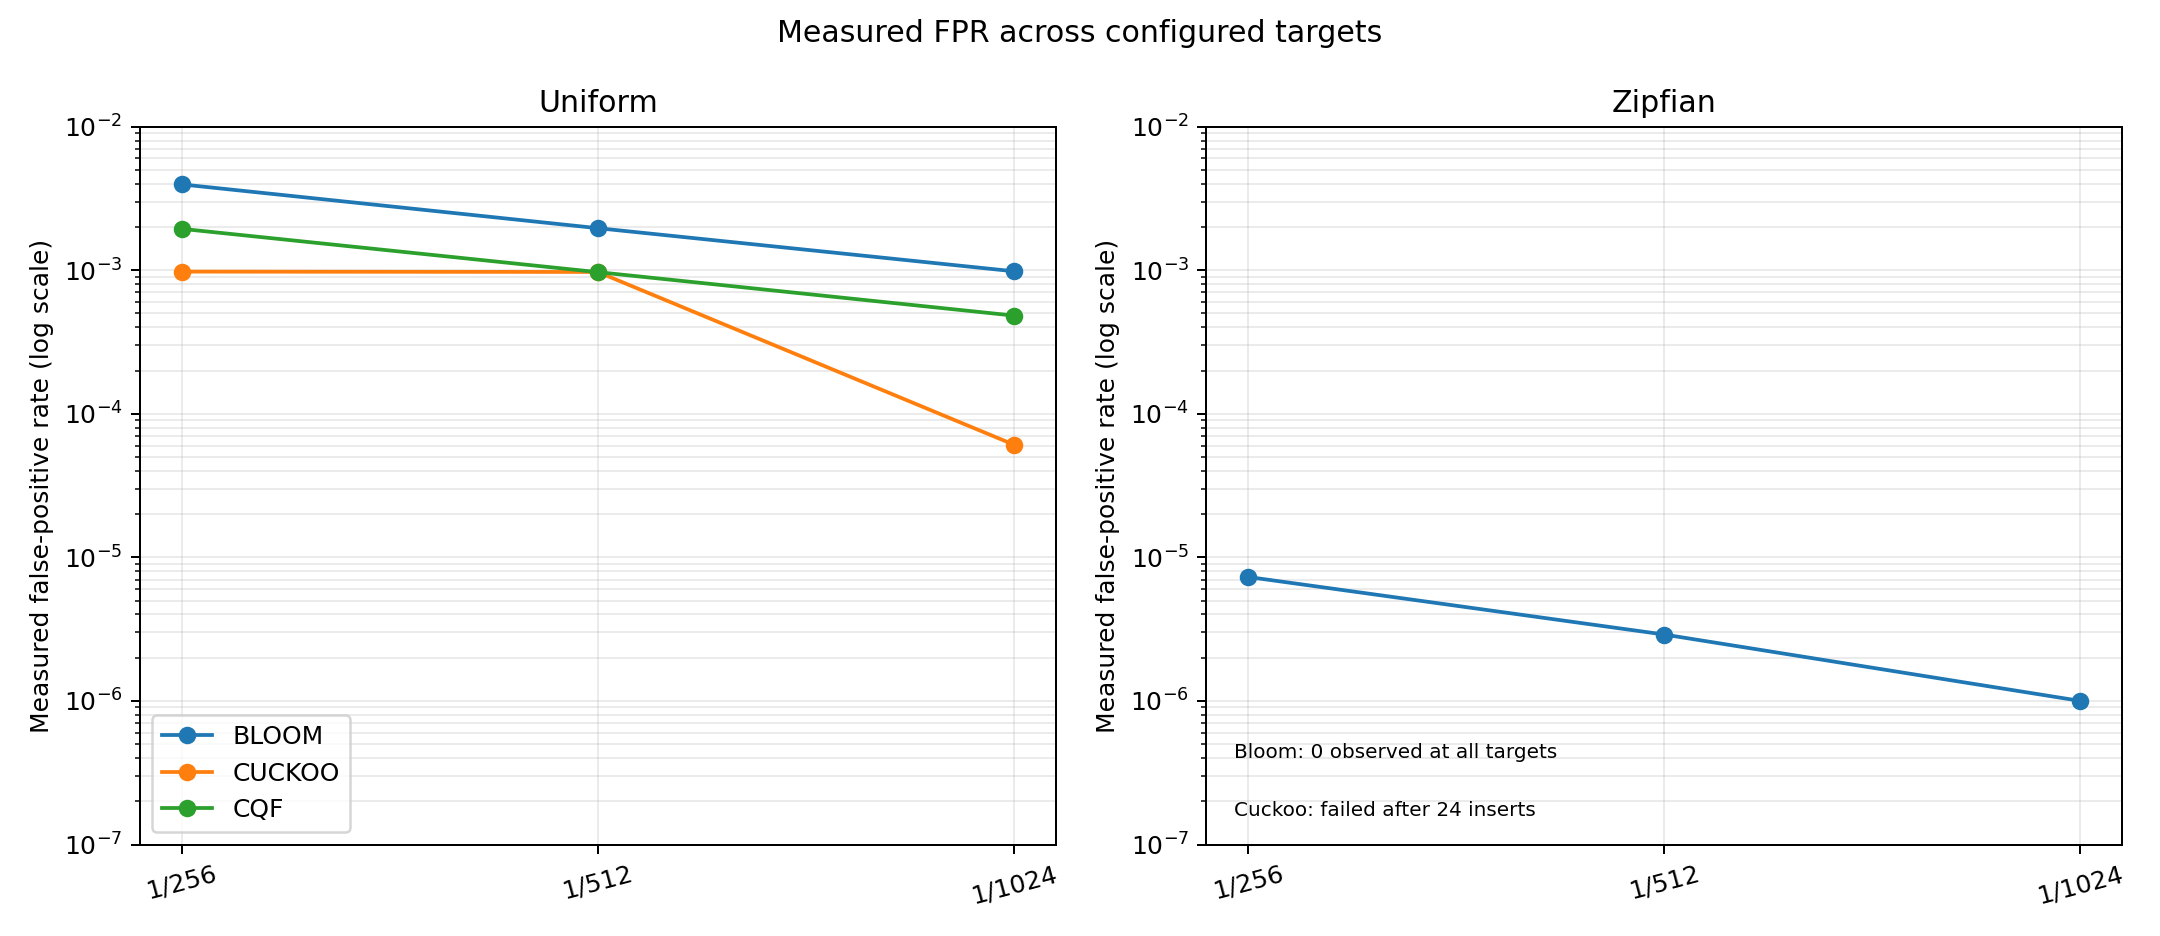 Measured FPR across configured targets
Uniform
Measured false-positive rate (log scale)
10⁻²
10⁻³
10⁻⁴
10⁻⁵
10⁻⁶
10⁻⁷
BLOOM
CUCKOO
CQF
1/256
1/512
1/1024
Zipfian
Measured false-positive rate (log scale)
10⁻²
10⁻³
10⁻⁴
10⁻⁵
10⁻⁶
10⁻⁷
Bloom: 0 observed at all targets
Cuckoo: failed after 24 inserts
1/256
1/512
1/1024